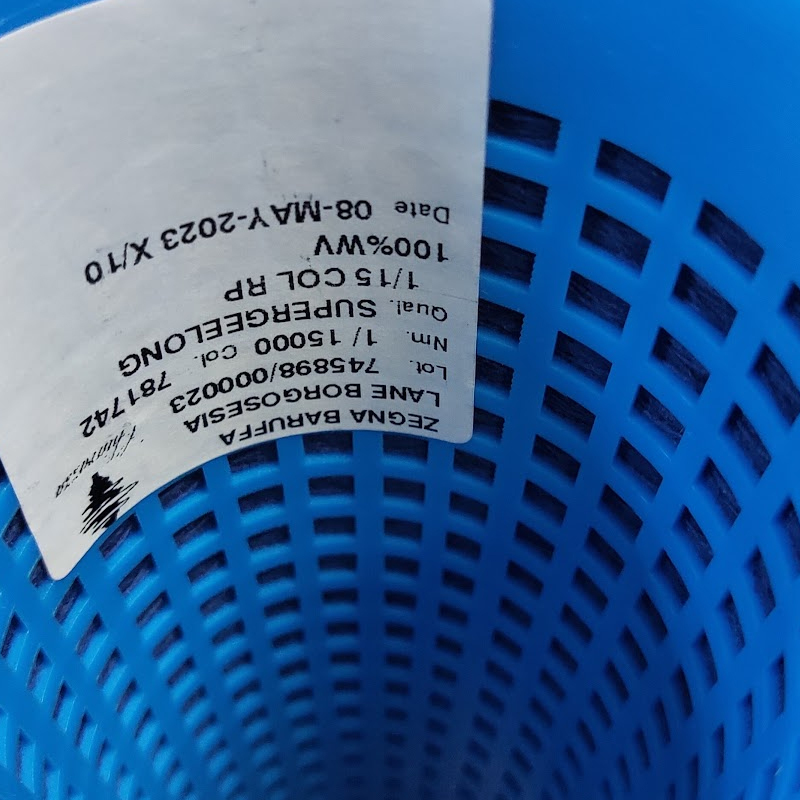 ZEGNA BARUFFA
LANE BORGOSESIA
Lot. 745898/000023
Nm. 1/15000 Col. 781742
Qual. SUPERGEELONG
1/15 COL RP
100%WV
Date 08-MAY-2023 X/10